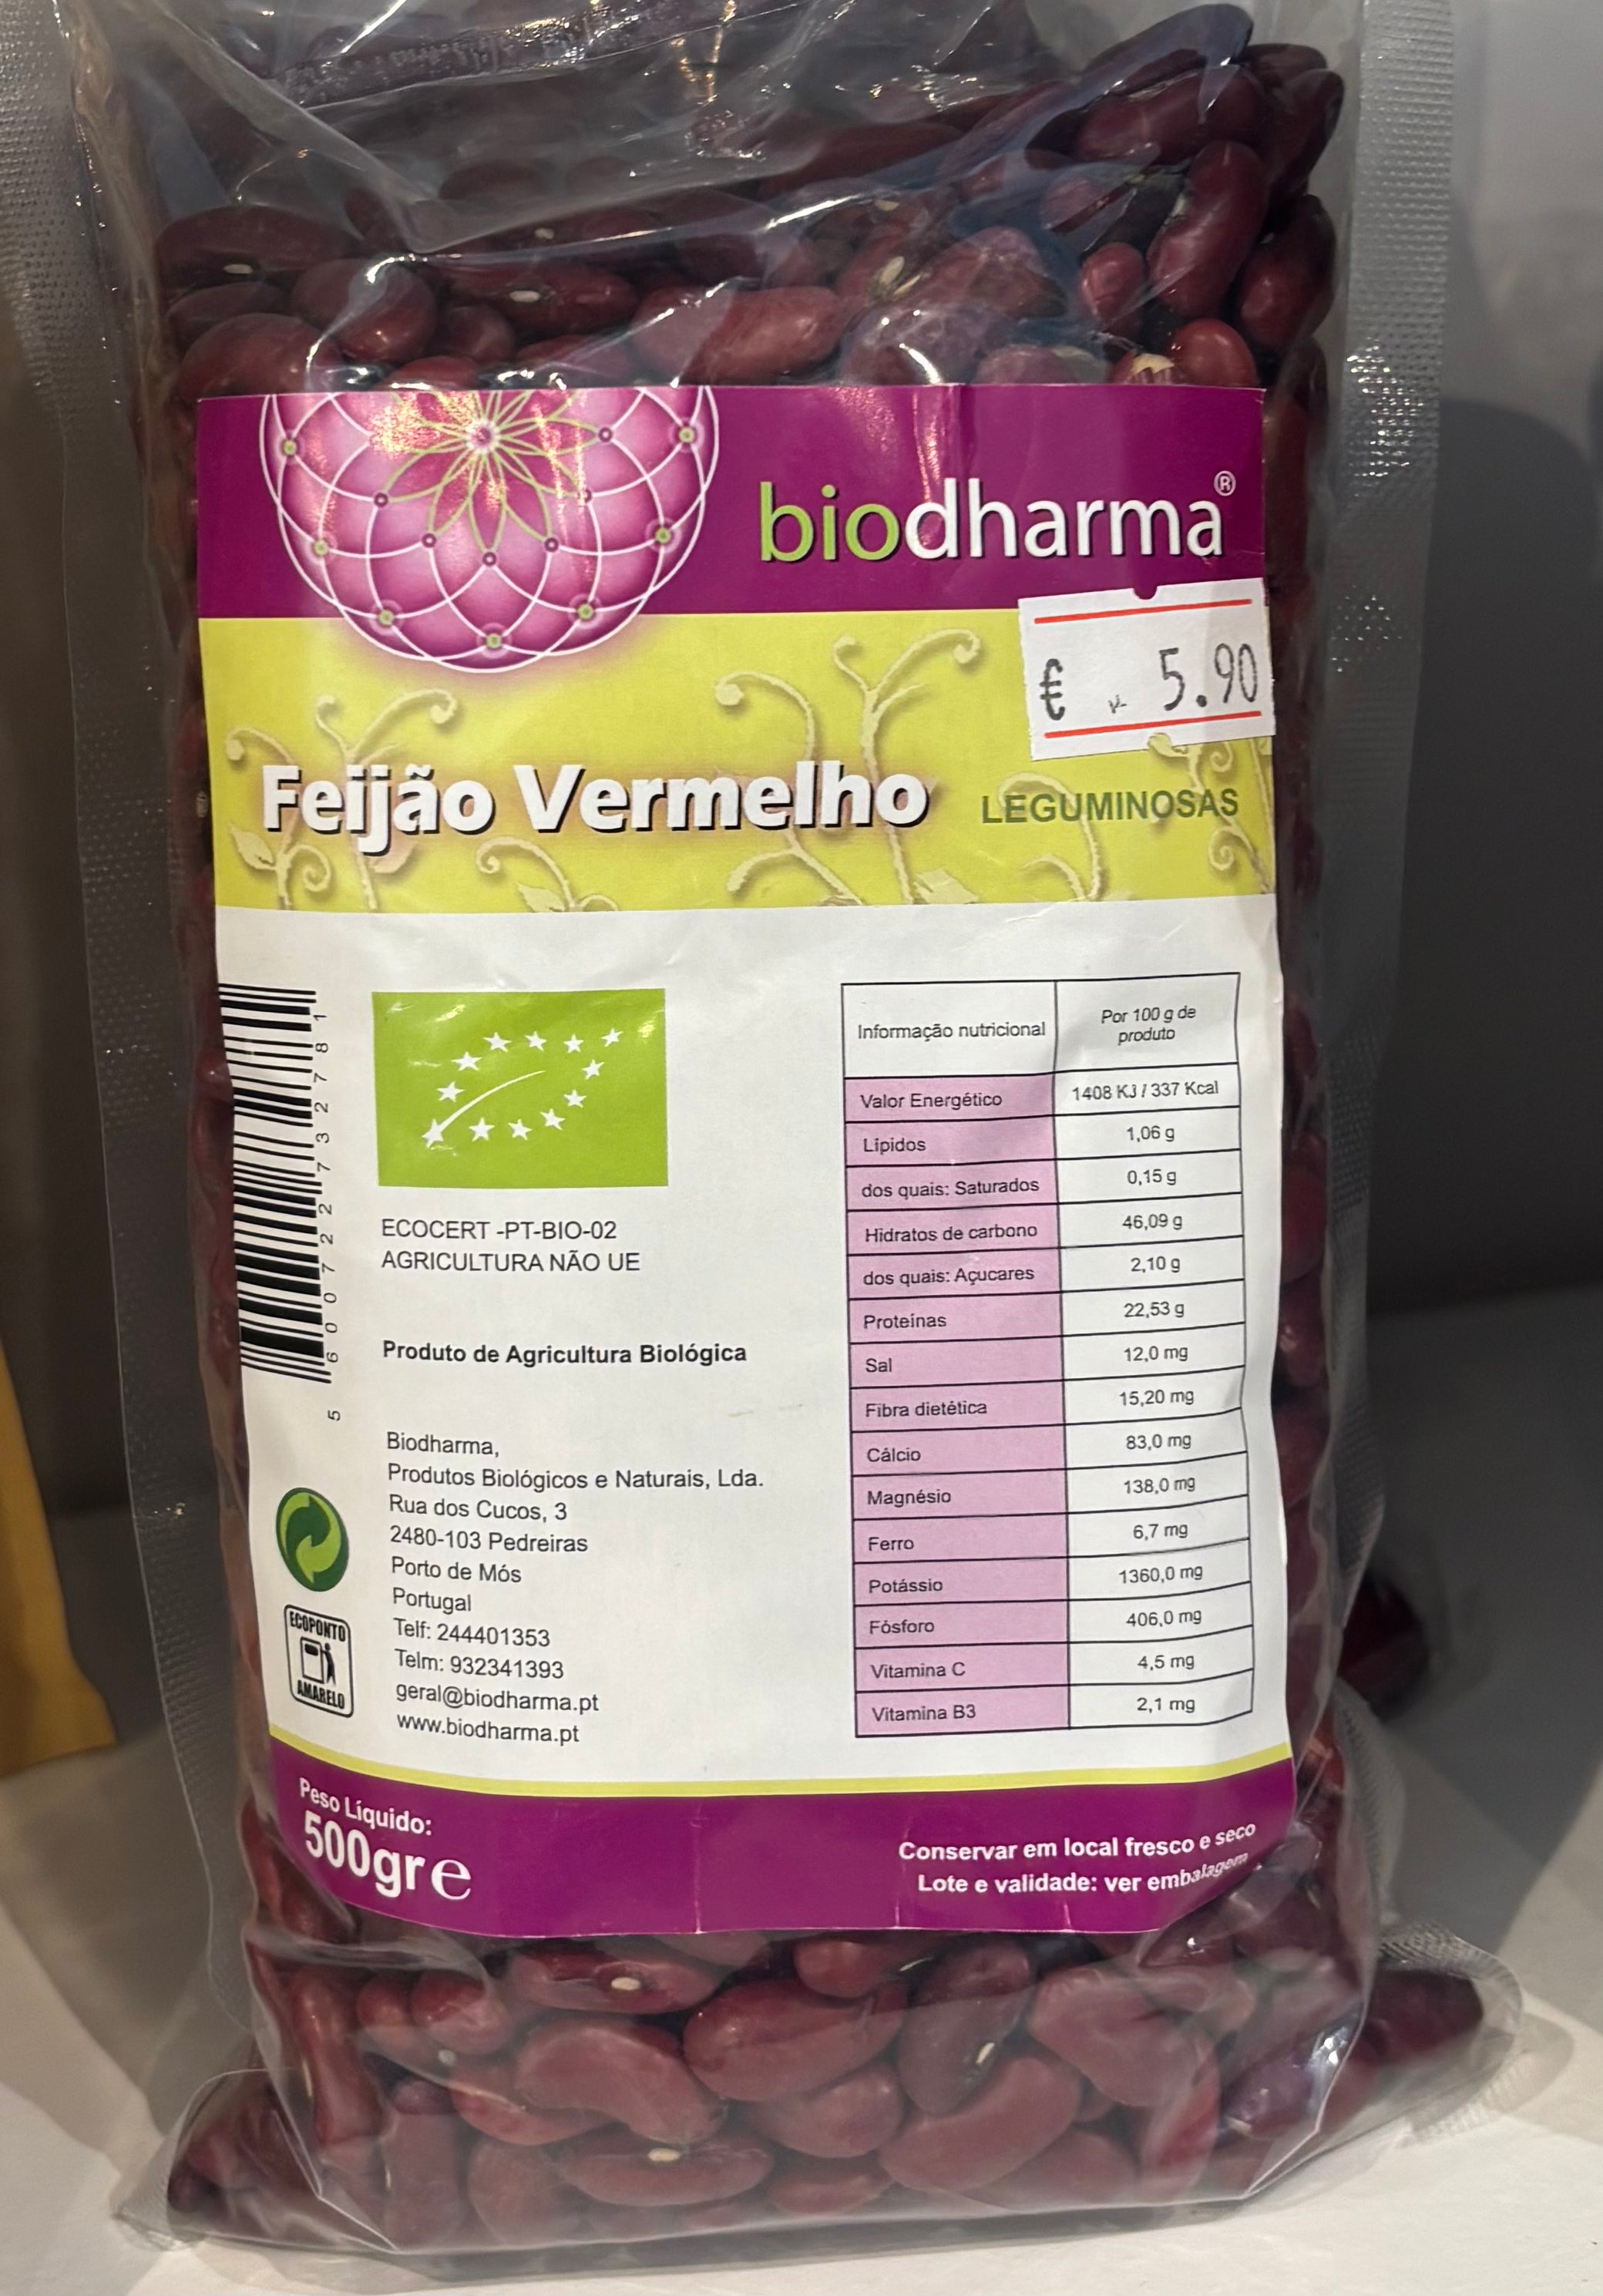 biodharma®
€ 5.90
Feijão Vermelho LEGUMINOSAS
5 600722732781
ECOCERT -PT-BIO-02
AGRICULTURA NÃO UE
Produto de Agricultura Biológica
Biodharma,
Produtos Biológicos e Naturais, Lda.
Rua dos Cucos, 3
2480-103 Pedreiras
Porto de Mós
Portugal
Telf: 244401353
Telm: 932341393
geral@biodharma.pt
www.biodharma.pt
ECOPONTO
AMARELO
Informação nutricional Por 100 g de
produto
Valor Energético 1408 KJ / 337 Kcal
Lípidos 1,06 g
dos quais: Saturados 0,15 g
Hidratos de carbono 46,09 g
dos quais: Açucares 2,10 g
Proteínas 22,53 g
Sal 12,0 mg
Fibra dietética 15,20 mg
Cálcio 83,0 mg
Magnésio 138,0 mg
Ferro 6,7 mg
Potássio 1360,0 mg
Fósforo 406,0 mg
Vitamina C 4,5 mg
Vitamina B3 2,1 mg
Peso Líquido:
500gr e
Conservar em local fresco e seco
Lote e validade: ver embalagem